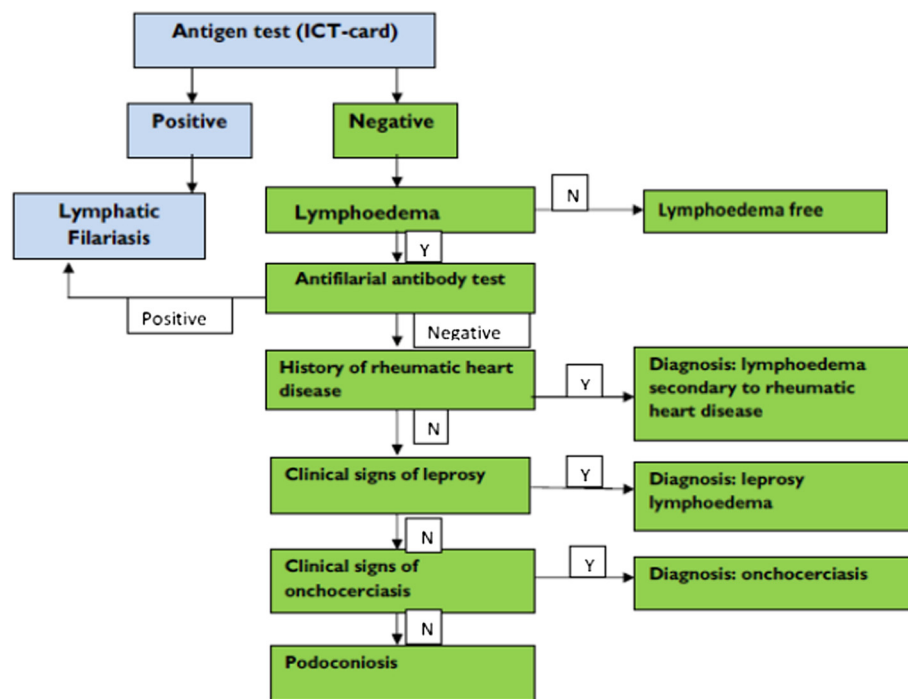 Antigen test (ICT-card)
Positive
Negative
Lymphatic
Filariasis
Lymphoedema
N
Lymphoedema free
Y
Antifilarial antibody test
Positive
Negative
History of rheumatic heart
disease
Y
Diagnosis: lymphoedema
secondary to rheumatic
heart disease
N
Clinical signs of leprosy
Y
Diagnosis: leprosy
lymphoedema
N
Clinical signs of
onchocerciasis
Y
Diagnosis: onchocerciasis
N
Podoconiosis